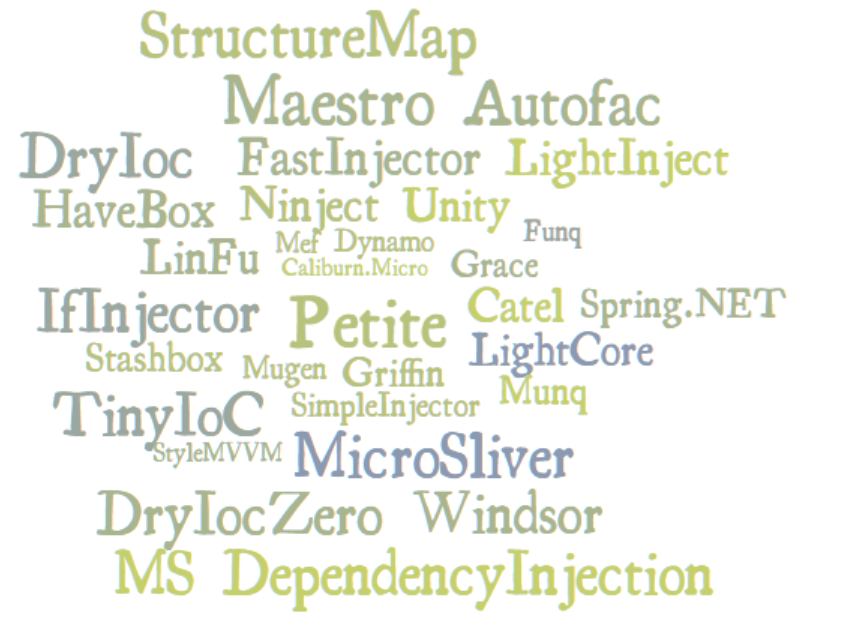 StructureMap
Maestro Autofac
DryIoc FastInjector LightInject
HaveBox Ninject Unity
Funq
LinFu Mef Dynamo
Caliburn.Micro Grace
IfInjector Petite Catel Spring.NET
Stashbox Mugen Griffin LightCore
TinyIoC SimpleInjector Munq
StyleMVVM MicroSliver
DryIocZero Windsor
MS DependencyInjection